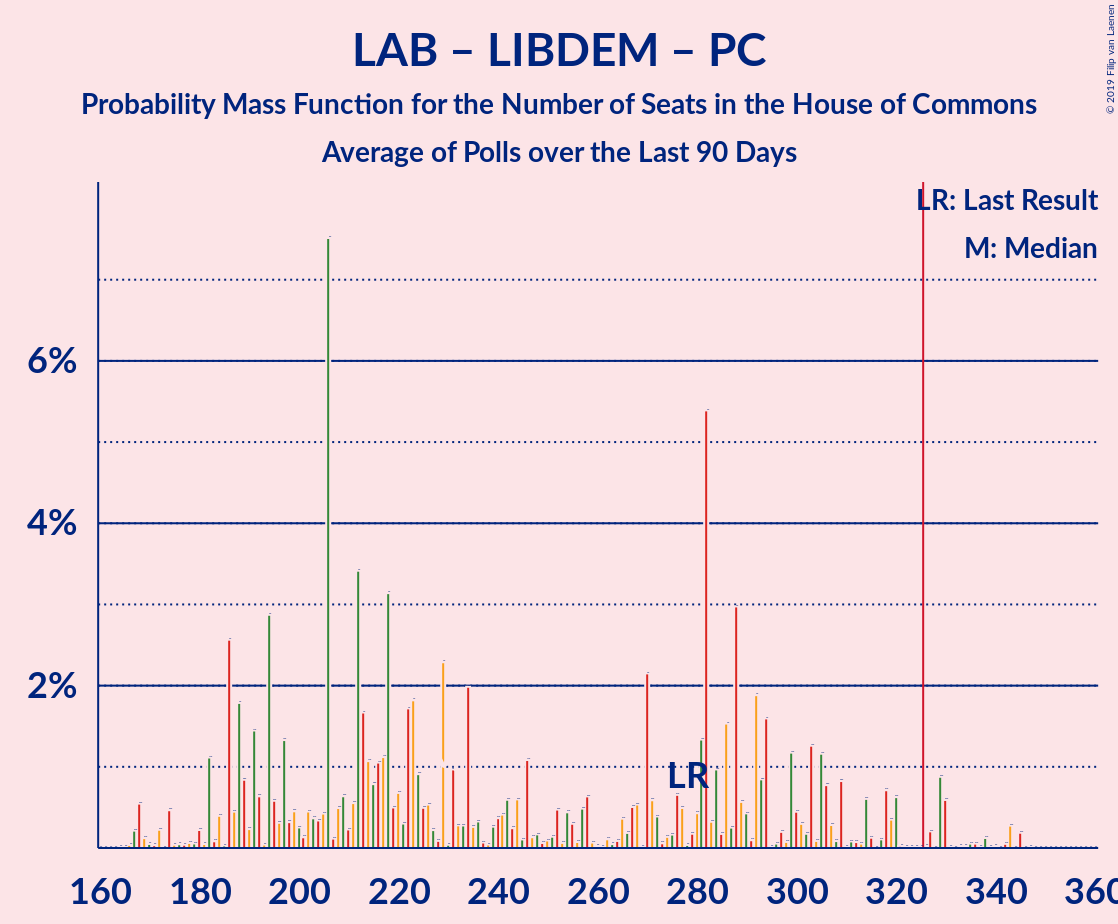 LAB – LIBDEM – PC
Probability Mass Function for the Number of Seats in the House of Commons
Average of Polls over the Last 90 Days
© 2019 Filip van Laenen
LR: Last Result
M: Median
6%
4%
2%
LR
160 180 200 220 240 260 280 300 320 340 360